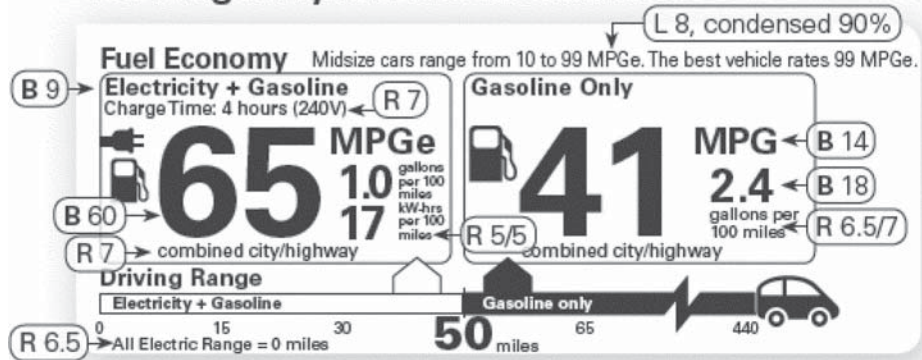 L 8, condensed 90%
Fuel Economy Midsize cars range from 10 to 99 MPGe. The best vehicle rates 99 MPGe.
B 9
Electricity + Gasoline
Charge Time: 4 hours (240V)
R 7
65
MPGe
1.0 gallons per 100 miles
17 kW-hrs per 100 miles
B 60
R 5/5
R 7
combined city/highway
Gasoline Only
41
MPG
B 14
2.4
B 18
gallons per
100 miles
R 6.5/7
combined city/highway
Driving Range
Electricity + Gasoline
Gasoline only
0 15 30 50 miles 65 440
R 6.5
All Electric Range = 0 miles